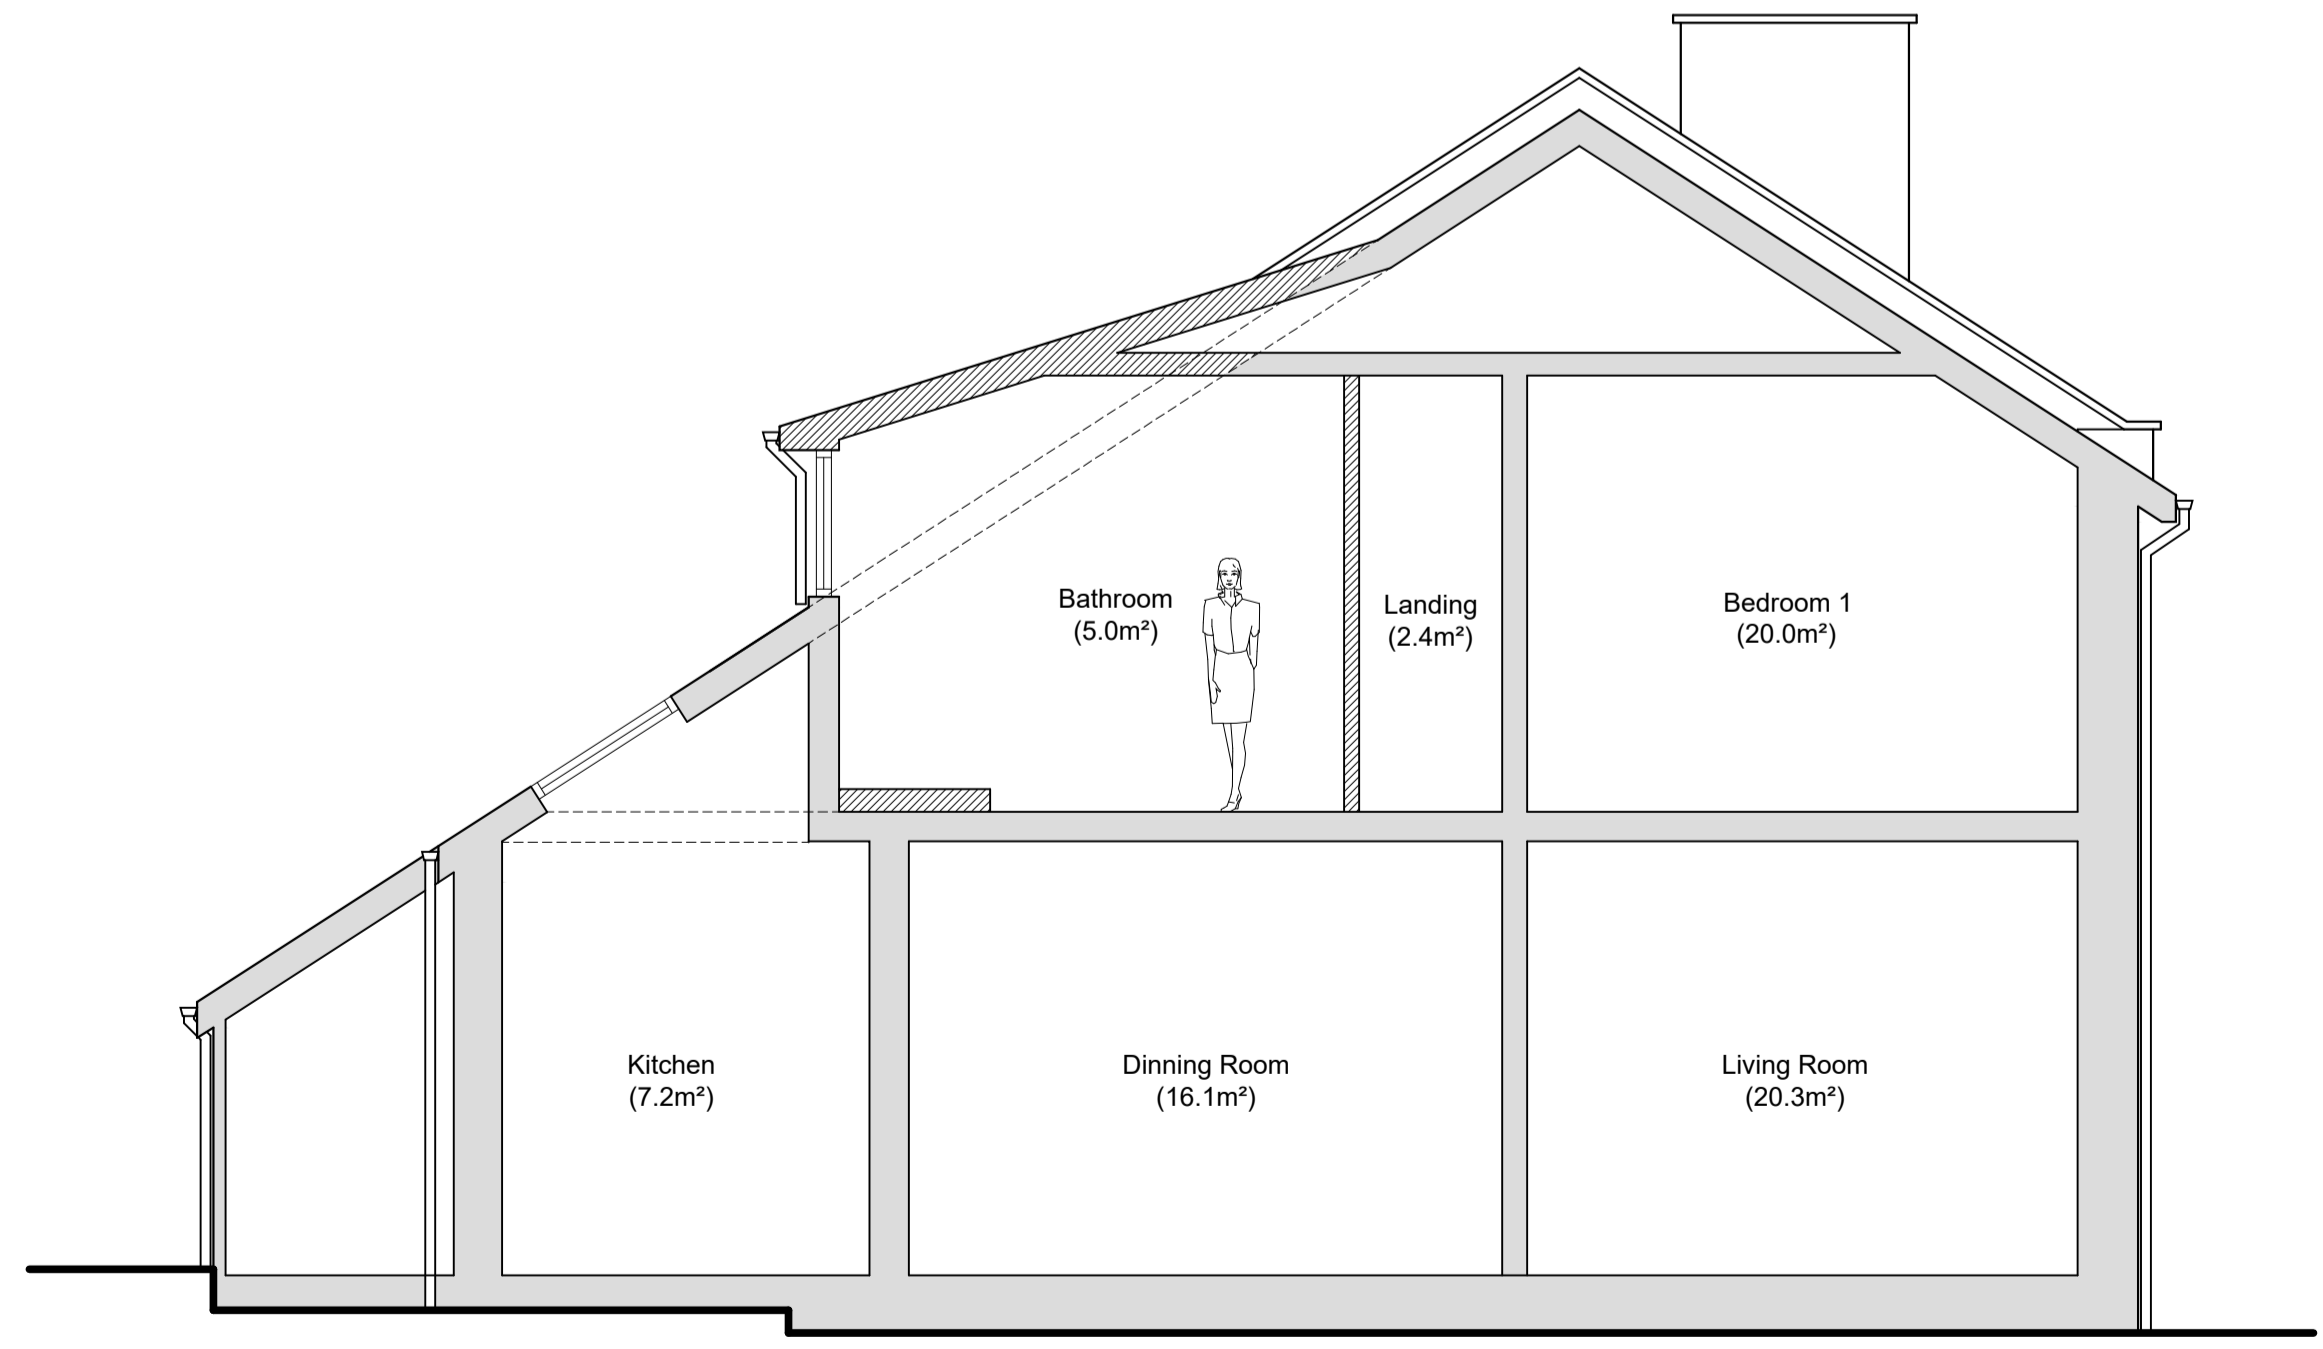 Bathroom
(5.0m²)
Landing
(2.4m²)
Bedroom 1
(20.0m²)
Kitchen
(7.2m²)
Dinning Room
(16.1m²)
Living Room
(20.3m²)